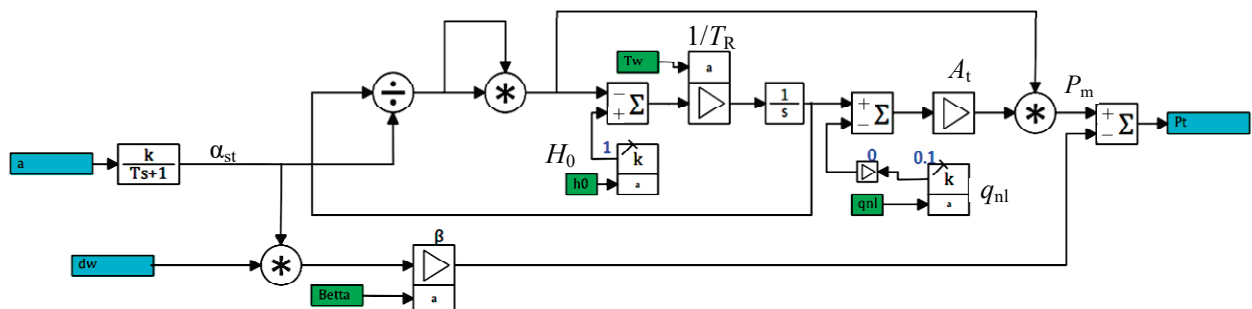 1/T_R
Tw
a
÷
*
− + Σ
1
s
+ − Σ
A_t
*
P_m
+ − Σ
Pt
a
k
Ts+1
α_st
H_0
1
k
a
h0
0
0.1
k
a
qnl
q_nl
dw
*
β
a
Betta